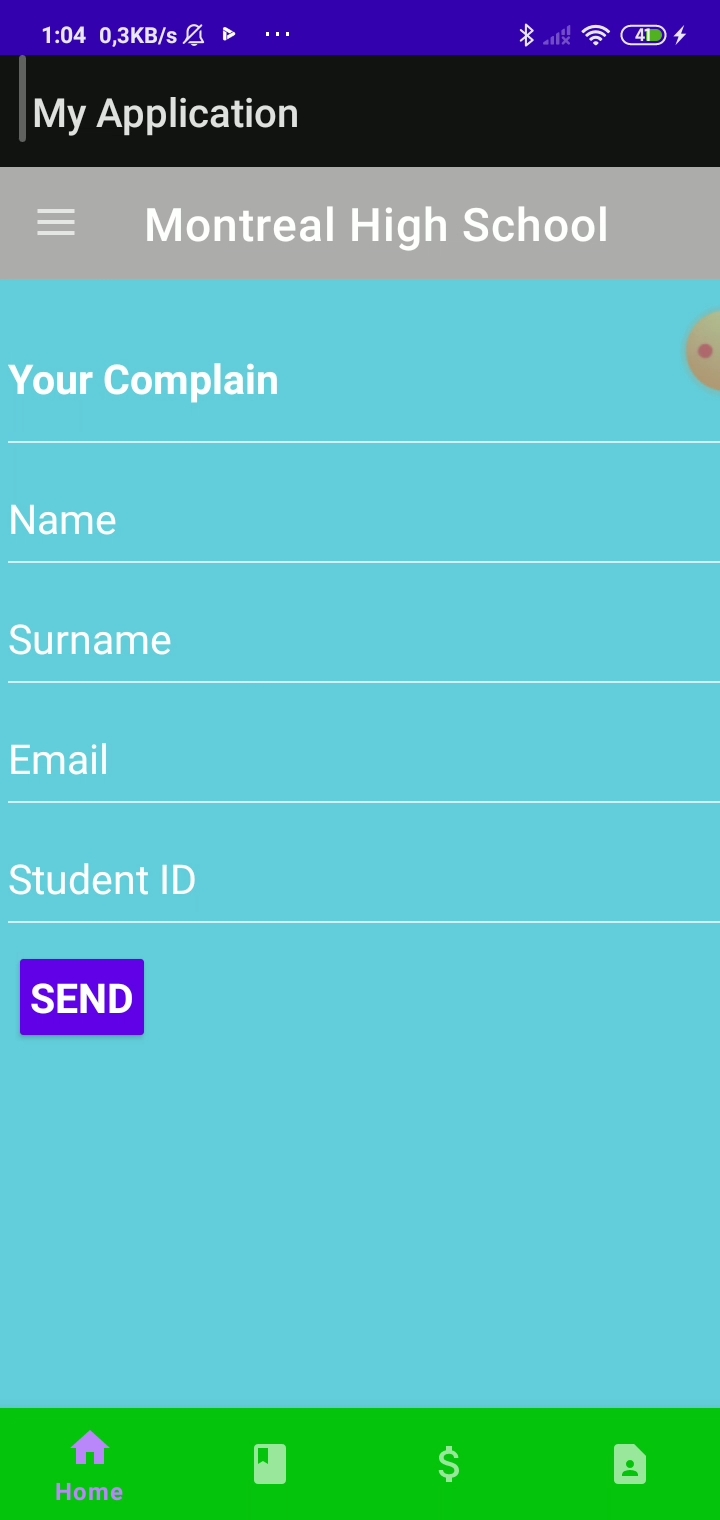 1:04 0,3KB/s ... 41
My Application
Montreal High School
Your Complain
Name
Surname
Email
Student ID
SEND
$
Home